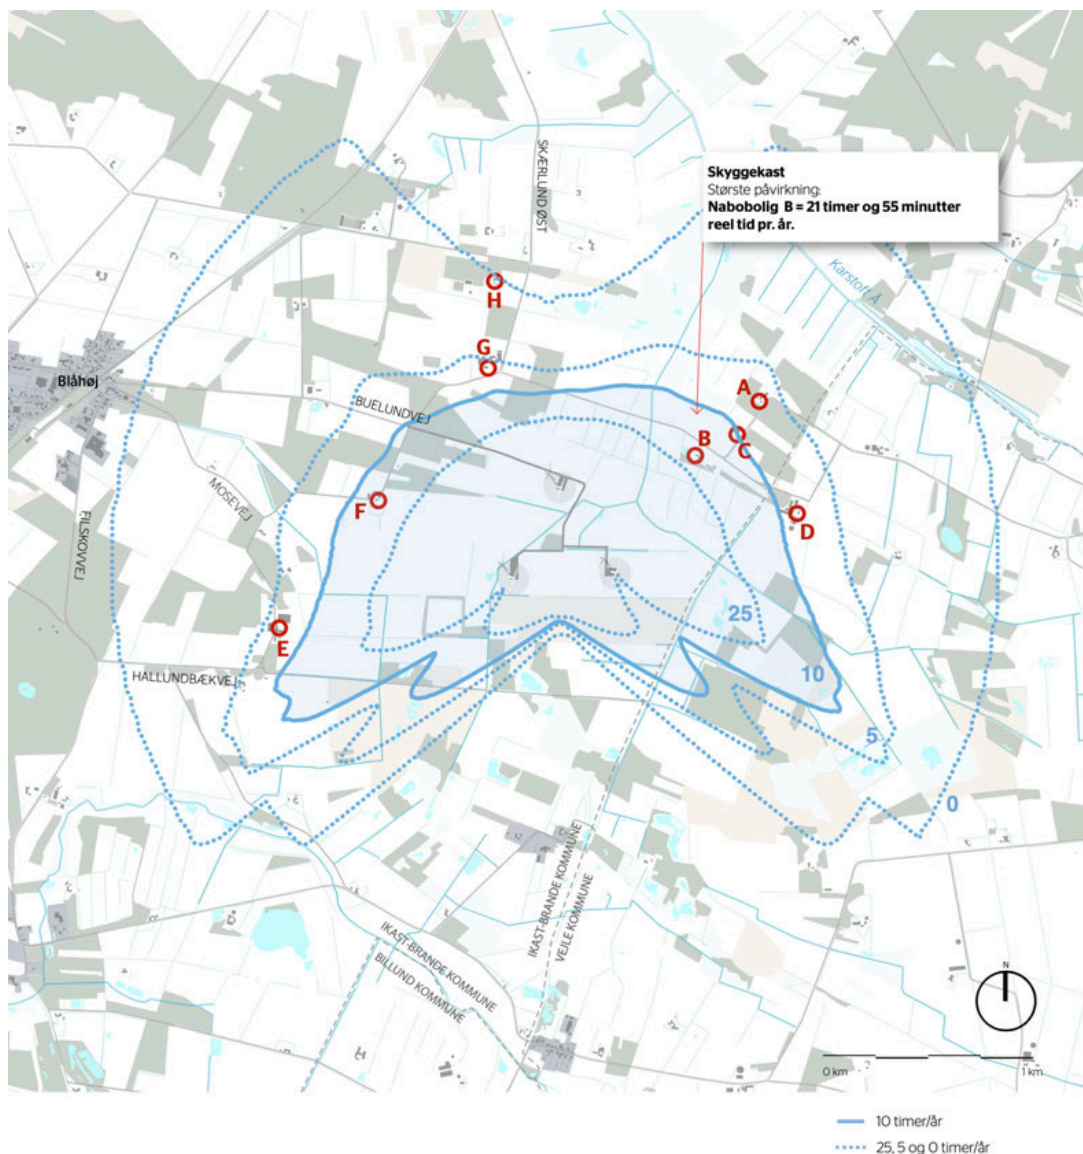 SKÆRLUND ØST
Skyggekast
Største påvirkning:
Nabobolig B = 21 timer og 55 minutter
reel tid pr. år.
Karstoft Å
H
G
Blåhøj
A
BUELUNDVEJ
B
C
MOSEVEJ
F
D
FILSKOVVEJ
25
E
HALLUNDBÆKVEJ
10
5
0
IKAST-BRANDE KOMMUNE
VEJLE KOMMUNE
IKAST-BRANDE KOMMUNE
BILLUND KOMMUNE
N
0 km
1 km
10 timer/år
25, 5 og 0 timer/år